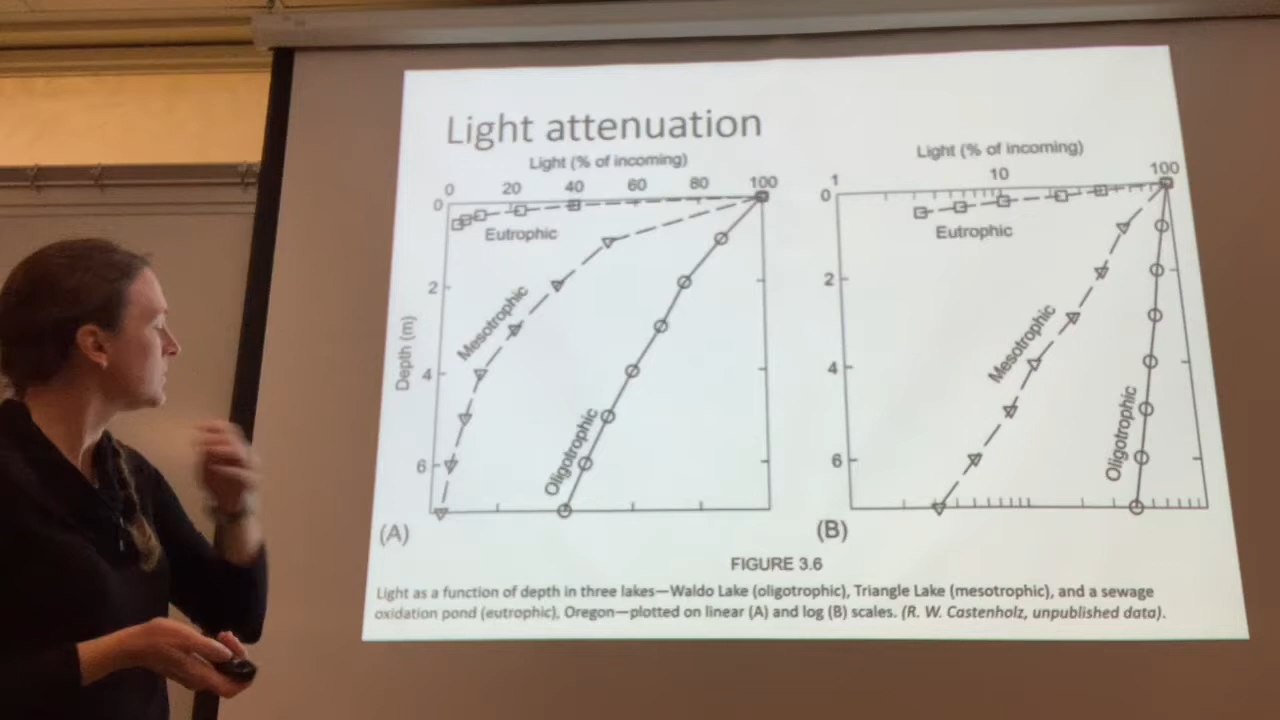 Light attenuation
Light (% of incoming)
0 20 40 60 80 100
0
2
4
6
Depth (m)
Eutrophic
Mesotrophic
Oligotrophic
(A)
Light (% of incoming)
1 10 100
0
2
4
6
Eutrophic
Mesotrophic
Oligotrophic
(B)
FIGURE 3.6
Light as a function of depth in three lakes—Waldo Lake (oligotrophic), Triangle Lake (mesotrophic), and a sewage
oxidation pond (eutrophic), Oregon—plotted on linear (A) and log (B) scales. (R. W. Castenholz, unpublished data).